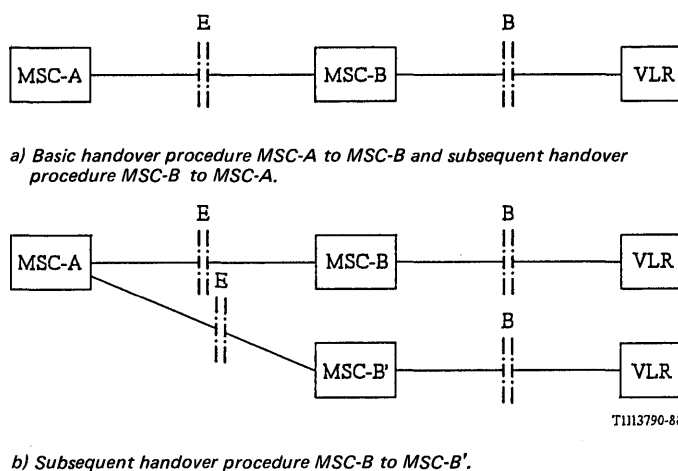 E B
MSC-A MSC-B VLR
a) Basic handover procedure MSC-A to MSC-B and subsequent handover
procedure MSC-B to MSC-A.
E B
MSC-A MSC-B VLR
E B
MSC-B' VLR
b) Subsequent handover procedure MSC-B to MSC-B'.